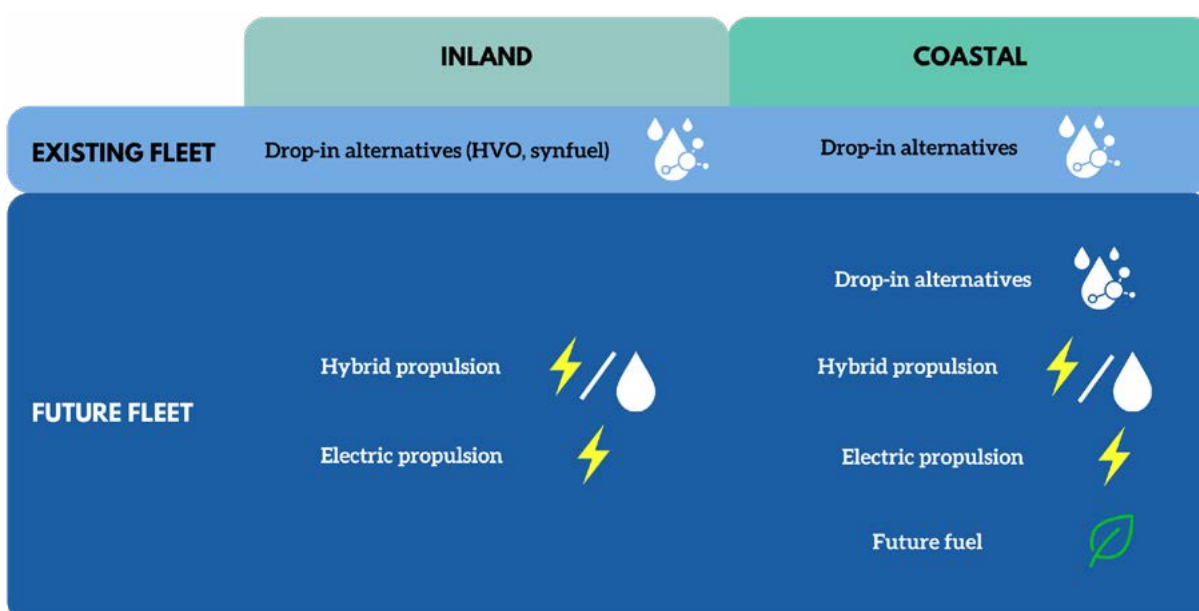 INLAND
COASTAL
EXISTING FLEET
Drop-in alternatives (HVO, synfuel)
Drop-in alternatives
FUTURE FLEET
Drop-in alternatives
Hybrid propulsion
Hybrid propulsion
Electric propulsion
Electric propulsion
Future fuel